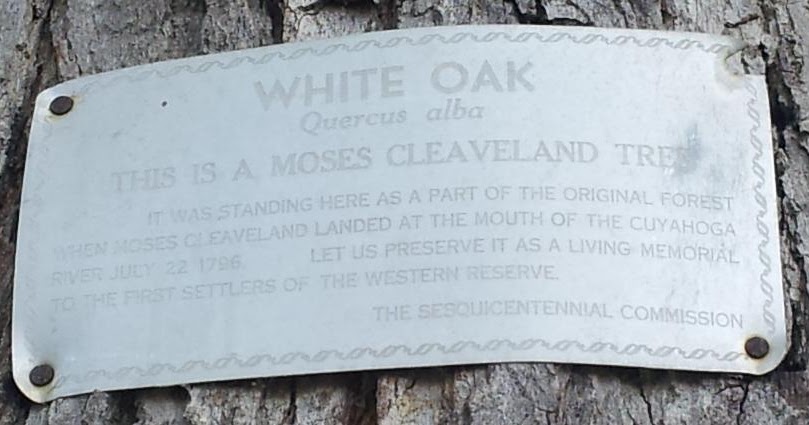 WHITE OAK
Quercus alba
THIS IS A MOSES CLEAVELAND TREE
IT WAS STANDING HERE AS A PART OF THE ORIGINAL FOREST
WHEN MOSES CLEAVELAND LANDED AT THE MOUTH OF THE CUYAHOGA
RIVER JULY 22 1796. LET US PRESERVE IT AS A LIVING MEMORIAL
TO THE FIRST SETTLERS OF THE WESTERN RESERVE.
THE SESQUICENTENNIAL COMMISSION